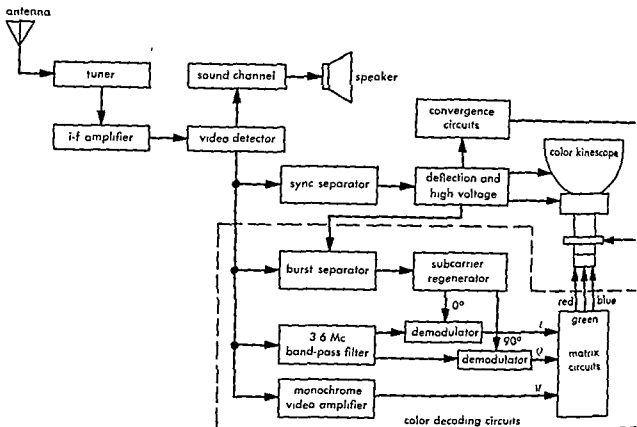 antenna
tuner
sound channel
speaker
i-f amplifier
video detector
convergence
circuits
color kinescope
sync separator
deflection and
high voltage
burst separator
subcarrier
regenerator
0°
90°
red
blue
green
3 6 Mc
band-pass filter
demodulator
I
demodulator
Q
matrix
circuits
monochrome
video amplifier
color decoding circuits